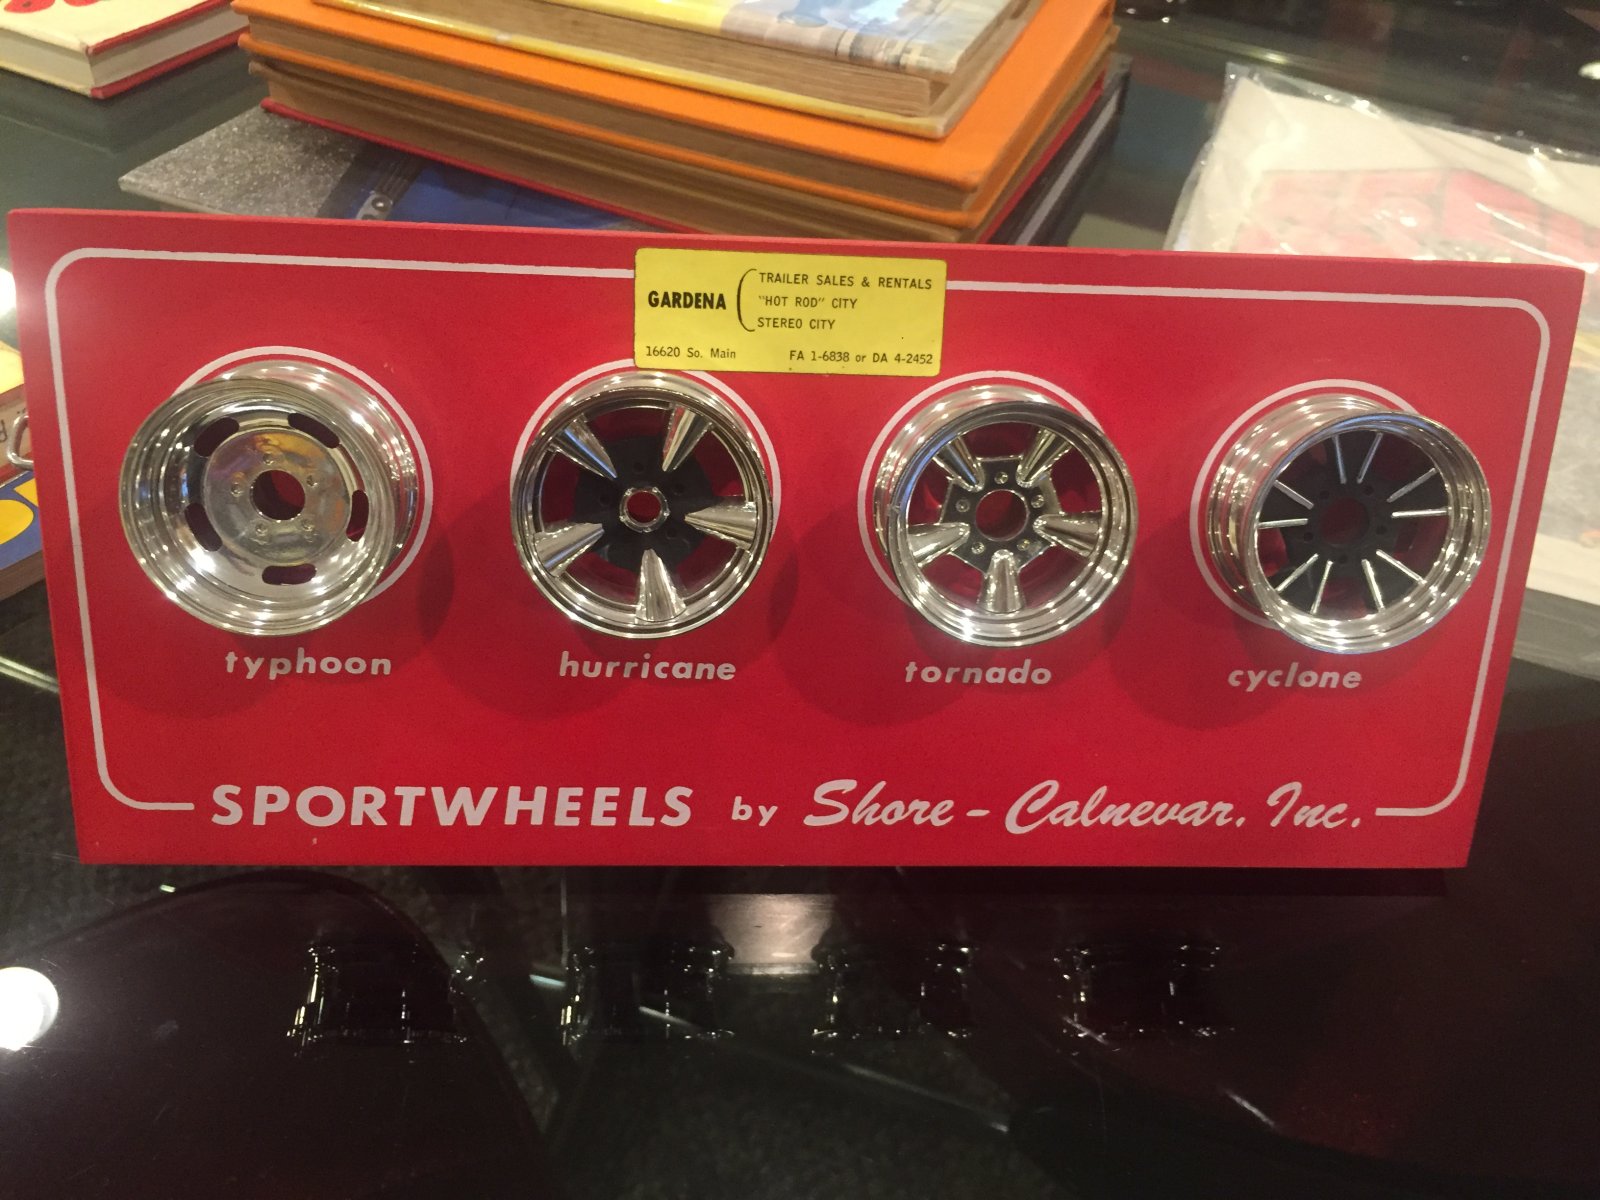 GARDENA
TRAILER SALES & RENTALS
"HOT ROD" CITY
STEREO CITY
16620 So. Main FA 1-6838 or DA 4-2452
typhoon hurricane tornado cyclone
SPORTWHEELS by Shore-Calnevar, Inc.